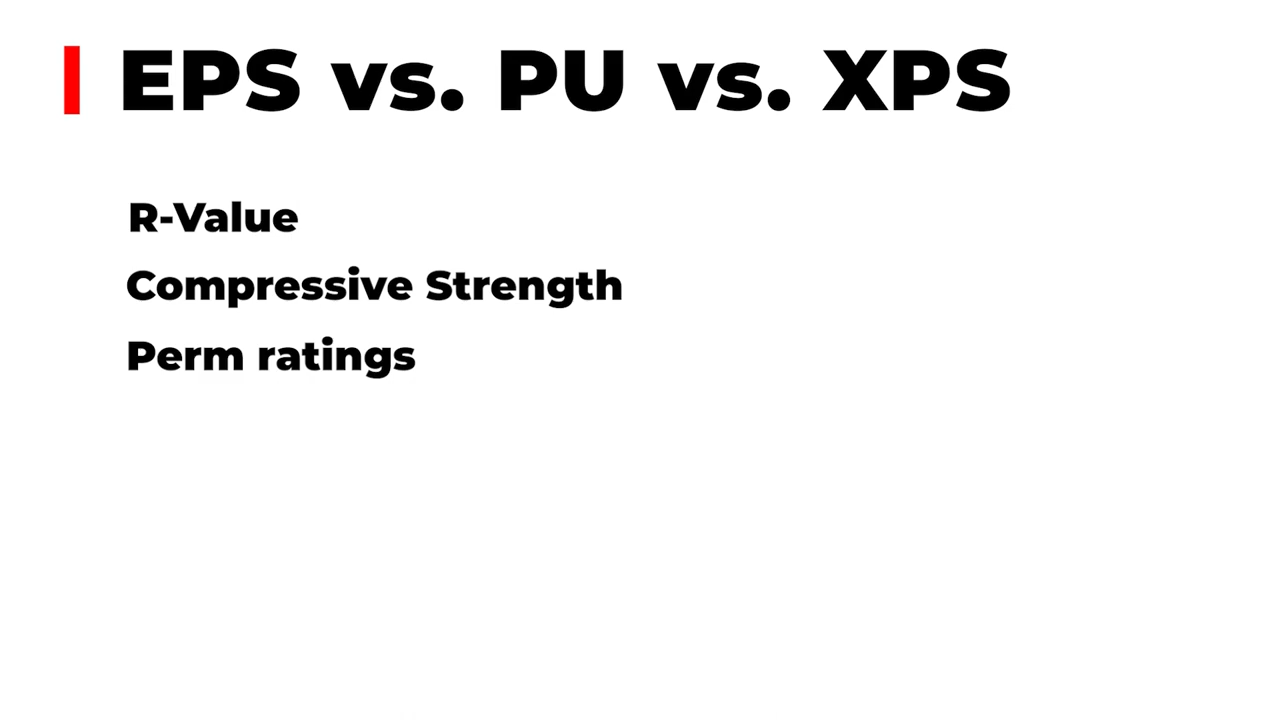 EPS vs. PU vs. XPS
R-Value
Compressive Strength
Perm ratings